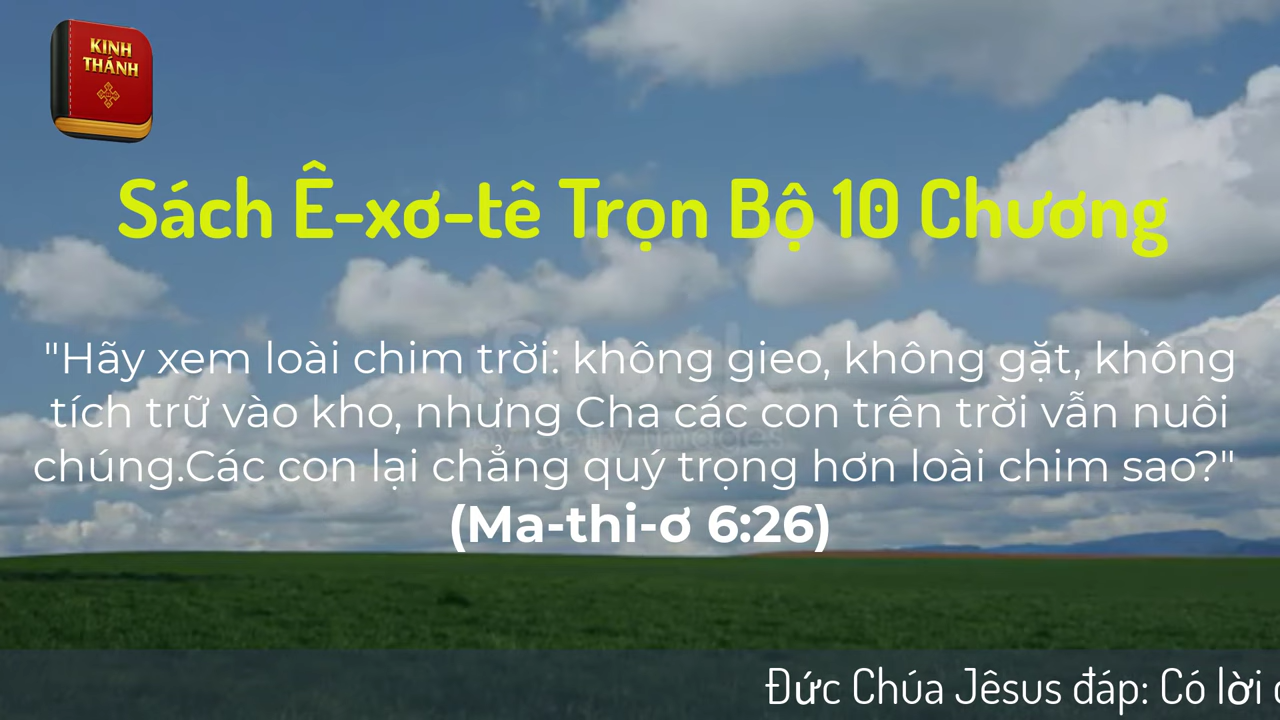 KINH
THÁNH
Sách Ê-xơ-tê Trọn Bộ 10 Chương
"Hãy xem loài chim trời: không gieo, không gặt, không
tích trữ vào kho, nhưng Cha các con trên trời vẫn nuôi
chúng.Các con lại chẳng quý trọng hơn loài chim sao?"
(Ma-thi-ơ 6:26)
Đức Chúa Jêsus đáp: Có lời